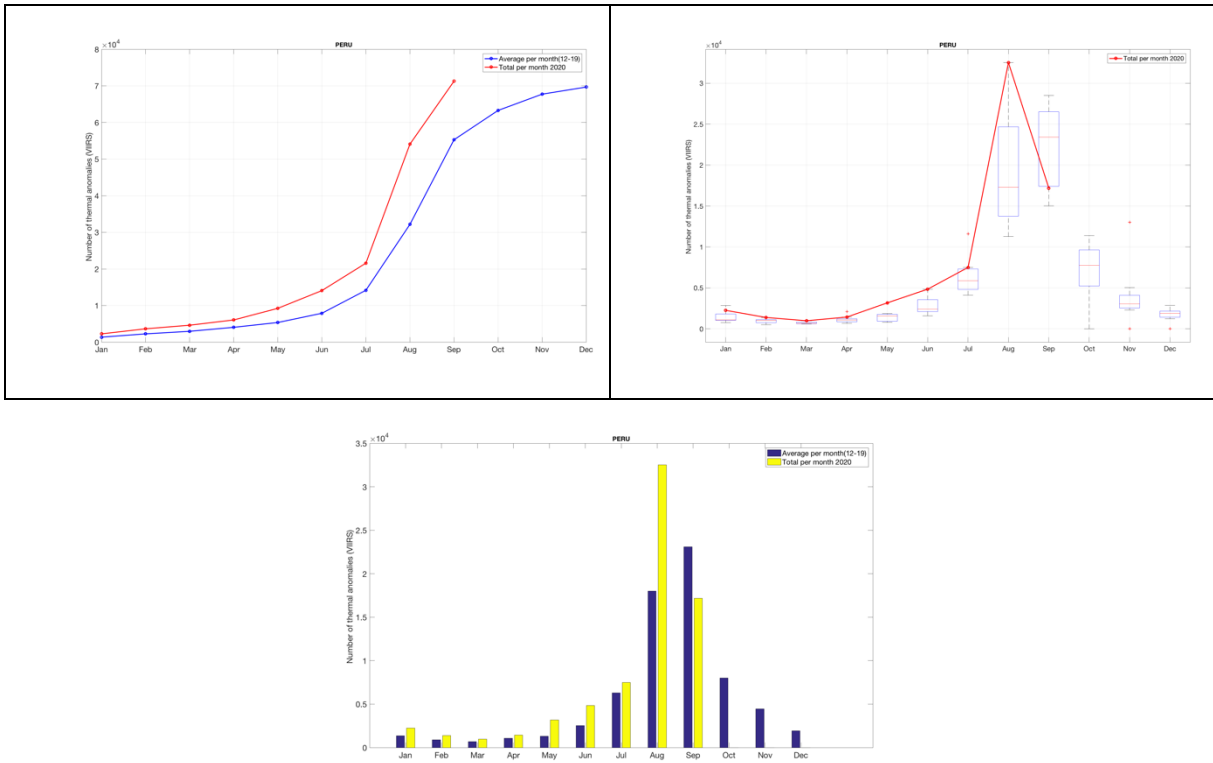 PERU
×10⁴
Average per month(12-19)
Total per month 2020
Number of thermal anomalies (VIIRS)
8
7
6
5
4
3
2
1
0
Jan Feb Mar Apr May Jun Jul Aug Sep Oct Nov Dec
PERU
×10⁴
Total per month 2020
Number of thermal anomalies (VIIRS)
3
2.5
2
1.5
1
0.5
0
Jan Feb Mar Apr May Jun Jul Aug Sep Oct Nov Dec
PERU
×10⁴
Average per month(12-19)
Total per month 2020
Number of thermal anomalies (VIIRS)
3.5
3
2.5
2
1.5
1
0.5
0
Jan Feb Mar Apr May Jun Jul Aug Sep Oct Nov Dec